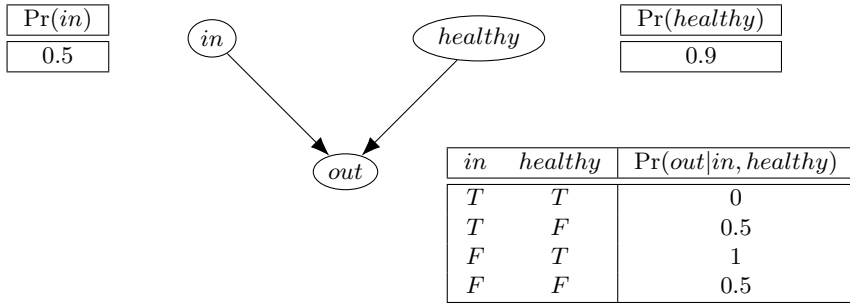 Pr(in)
0.5
in
healthy
Pr(healthy)
0.9
out
in healthy Pr(out|in, healthy)
T T 0
T F 0.5
F T 1
F F 0.5